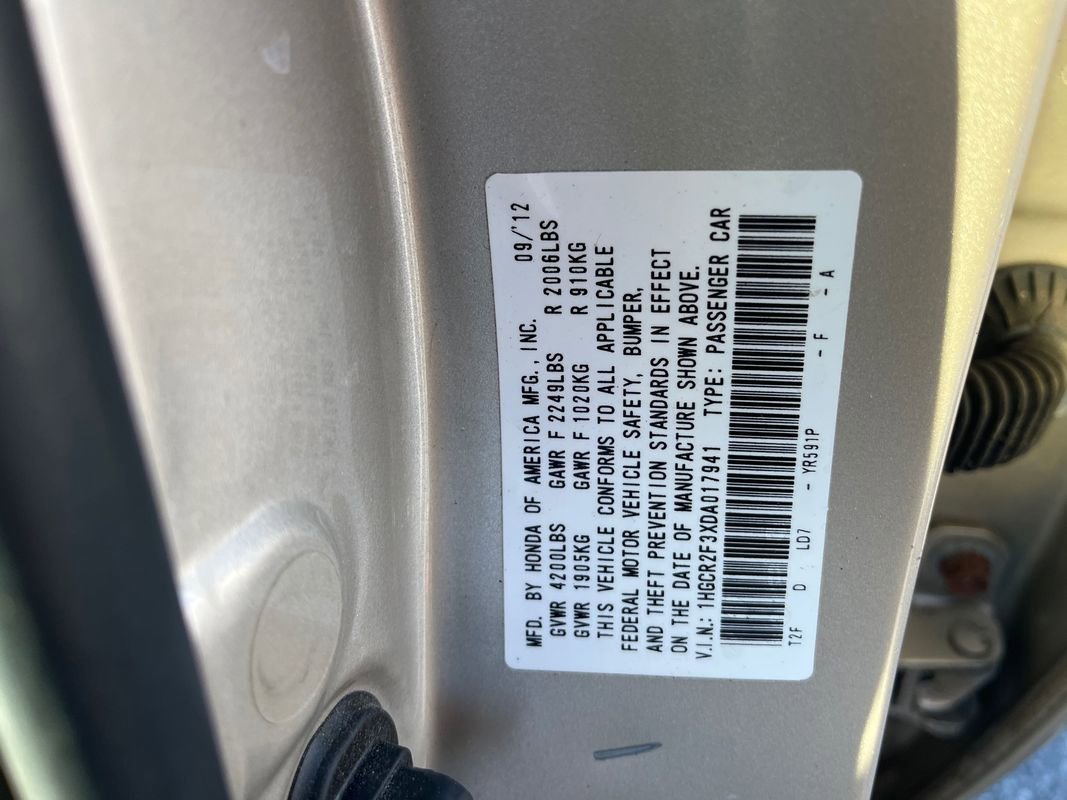 MFD. BY HONDA OF AMERICA MFG., INC. 09/'12
GVWR 4200LBS GAWR F 2249LBS R 2006LBS
GVWR 1905KG GAWR F 1020KG R 910KG
THIS VEHICLE CONFORMS TO ALL APPLICABLE
FEDERAL MOTOR VEHICLE SAFETY, BUMPER,
AND THEFT PREVENTION STANDARDS IN EFFECT
ON THE DATE OF MANUFACTURE SHOWN ABOVE.
V.I.N.: 1HGCR2F3XDA017941 TYPE: PASSENGER CAR
T2F D LD7 - YR591P - F - A